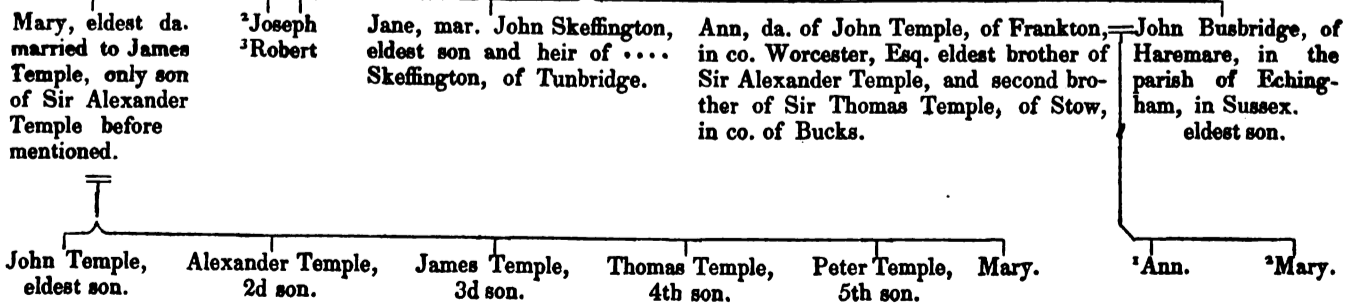 Mary, eldest da.
married to James
Temple, only son
of Sir Alexander
Temple before
mentioned.
²Joseph
³Robert
Jane, mar. John Skeffington,
eldest son and heir of ····
Skeffington, of Tunbridge.
Ann, da. of John Temple, of Frankton,
in co. Worcester, Esq. eldest brother of
Sir Alexander Temple, and second bro-
ther of Sir Thomas Temple, of Stow,
in co. of Bucks.
John Busbridge, of
Haremare, in the
parish of Eching-
ham, in Sussex.
eldest son.
John Temple,
eldest son.
Alexander Temple,
2d son.
James Temple,
3d son.
Thomas Temple,
4th son.
Peter Temple,
5th son.
Mary.
¹Ann.
²Mary.